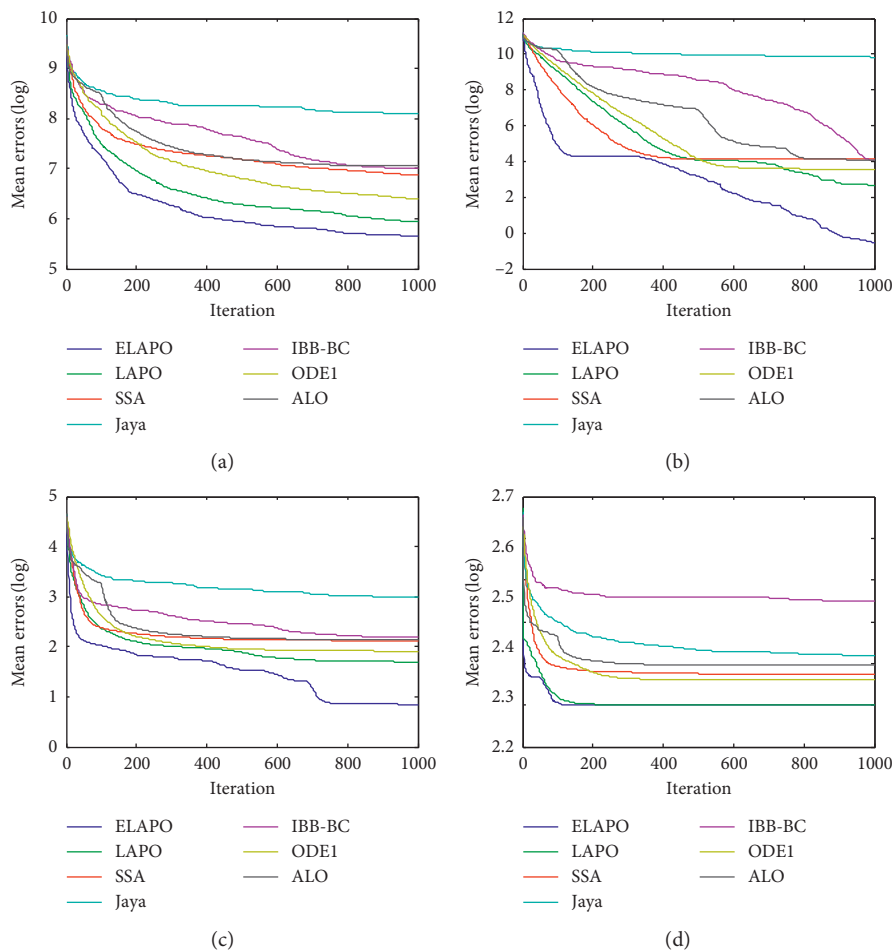 10
9
8
7
6
5
Mean errors (log)
0 200 400 600 800 1000
Iteration
ELAPO
LAPO
SSA
Jaya
IBB-BC
ODE1
ALO
(a)
12
10
8
6
4
2
0
–2
Mean errors (log)
0 200 400 600 800 1000
Iteration
ELAPO
LAPO
SSA
Jaya
IBB-BC
ODE1
ALO
(b)
5
4
3
2
1
0
Mean errors (log)
0 200 400 600 800 1000
Iteration
ELAPO
LAPO
SSA
Jaya
IBB-BC
ODE1
ALO
(c)
2.7
2.6
2.5
2.4
2.3
2.2
Mean errors (log)
0 200 400 600 800 1000
Iteration
ELAPO
LAPO
SSA
Jaya
IBB-BC
ODE1
ALO
(d)